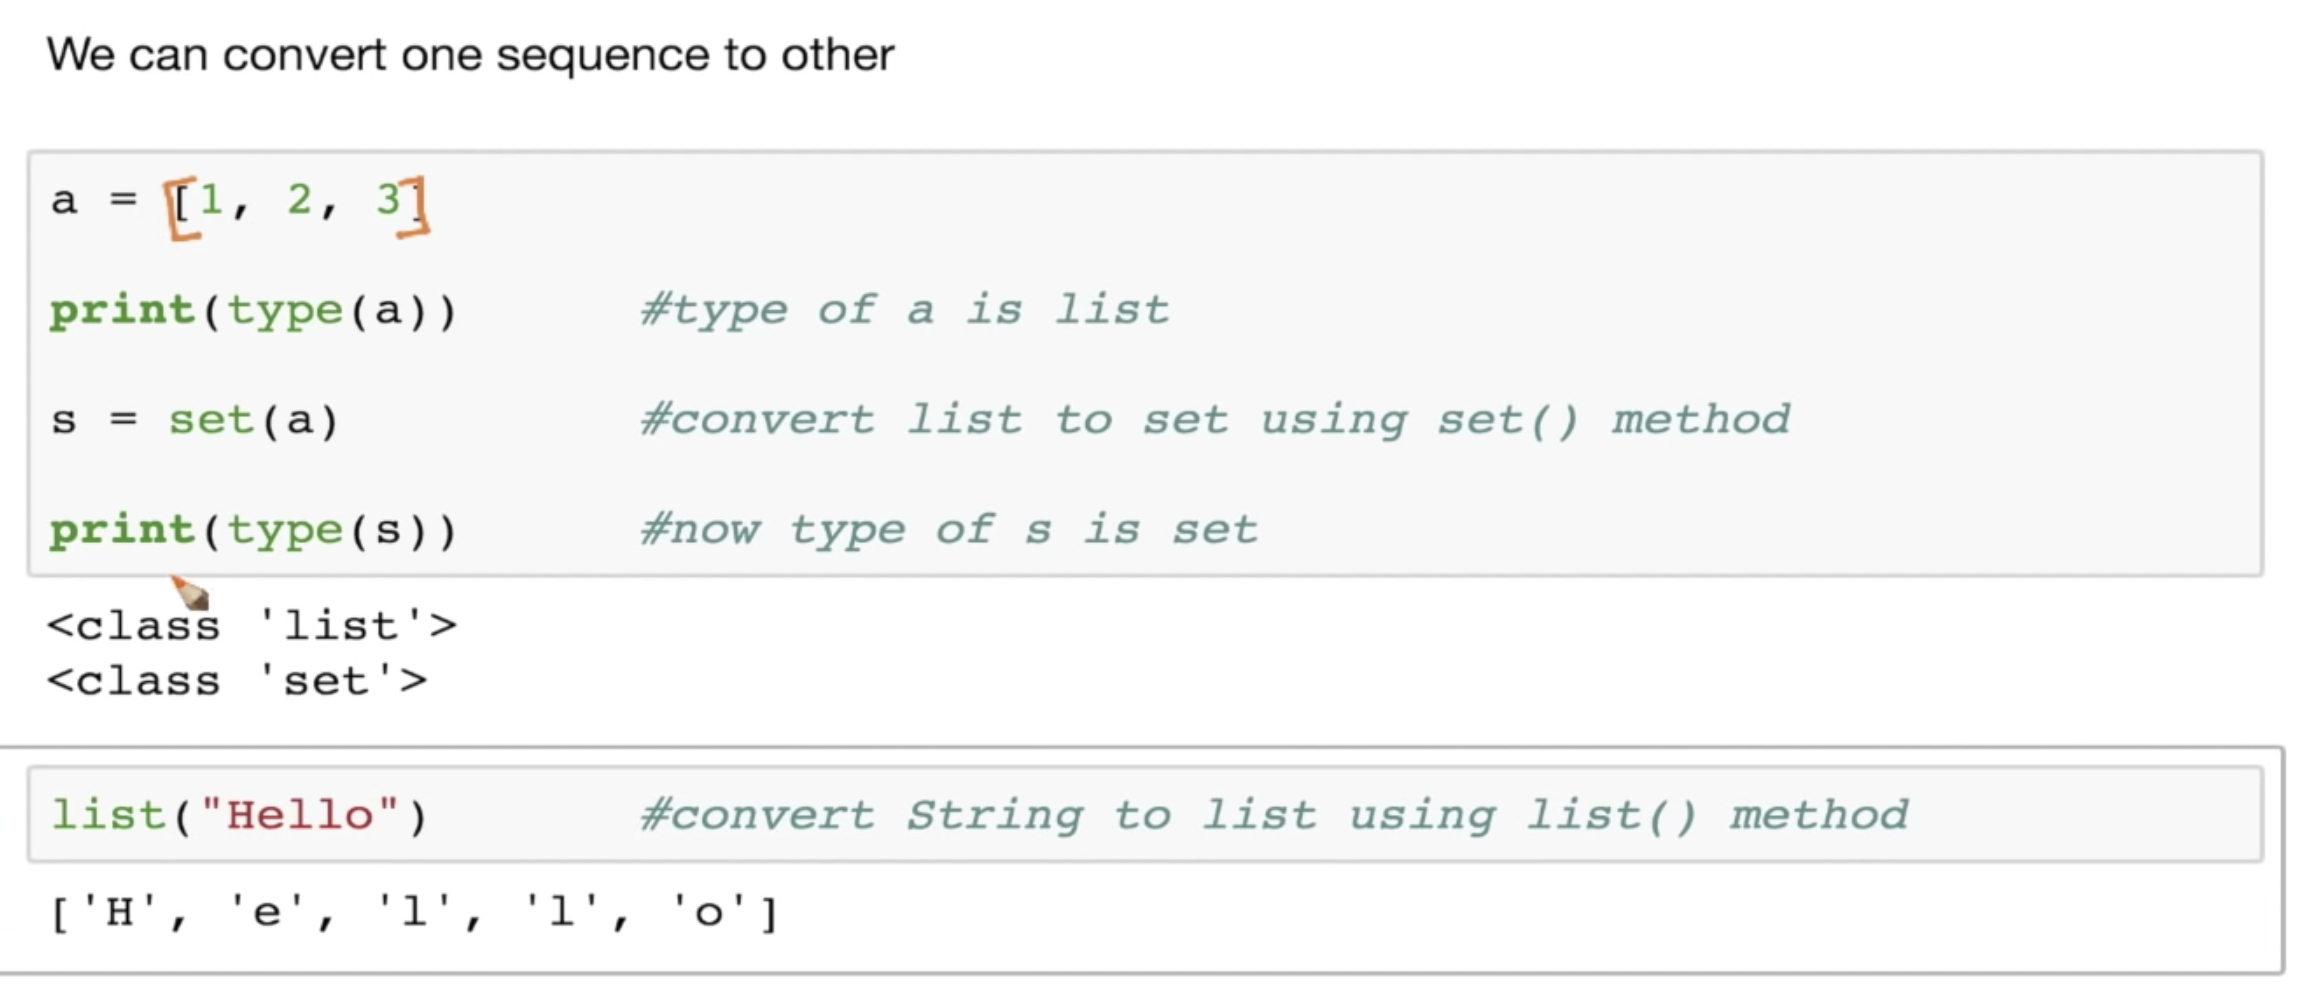 We can convert one sequence to other
a = [1, 2, 3]
print(type(a)) #type of a is list
s = set(a) #convert list to set using set() method
print(type(s)) #now type of s is set
<class 'list'>
<class 'set'>
list("Hello") #convert String to list using list() method
['H', 'e', 'l', 'l', 'o']